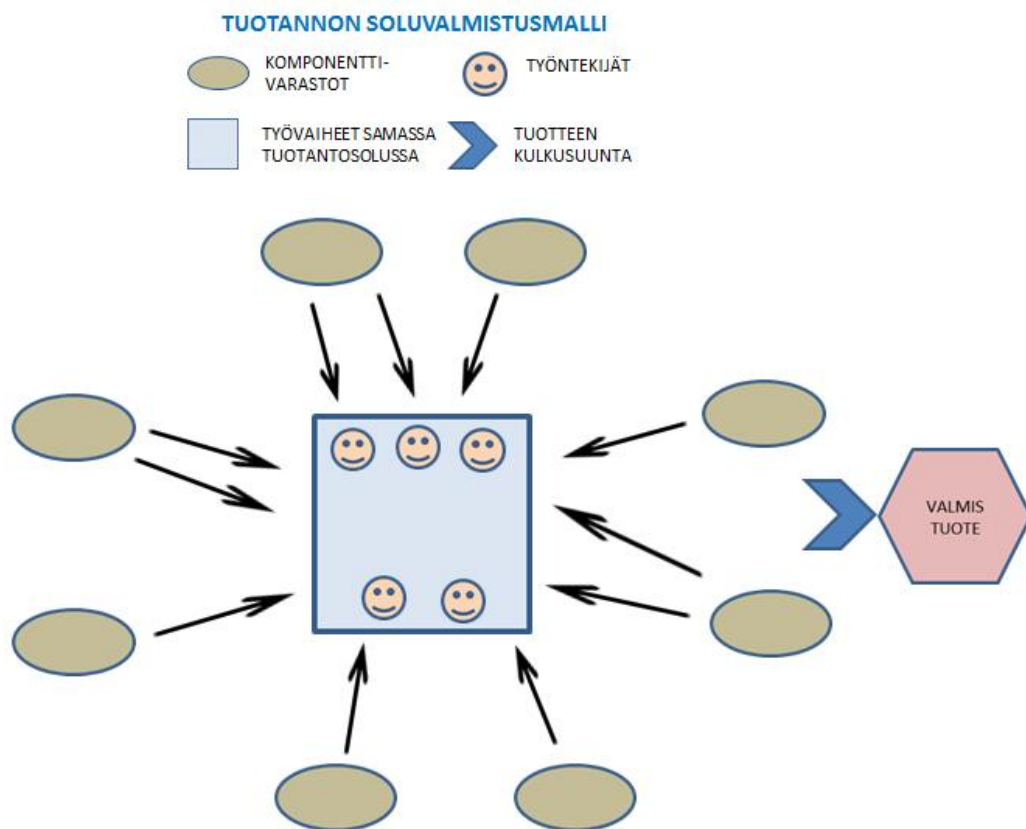 TUOTANNON SOLUVALMISTUSMALLI
KOMPONENTTI-
VARASTOT
TYÖNTEKIJÄT
TYÖVAIHEET SAMASSA
TUOTANTOSOLUSSA
TUOTTEEN
KULKUSUUNTA
VALMIS
TUOTE